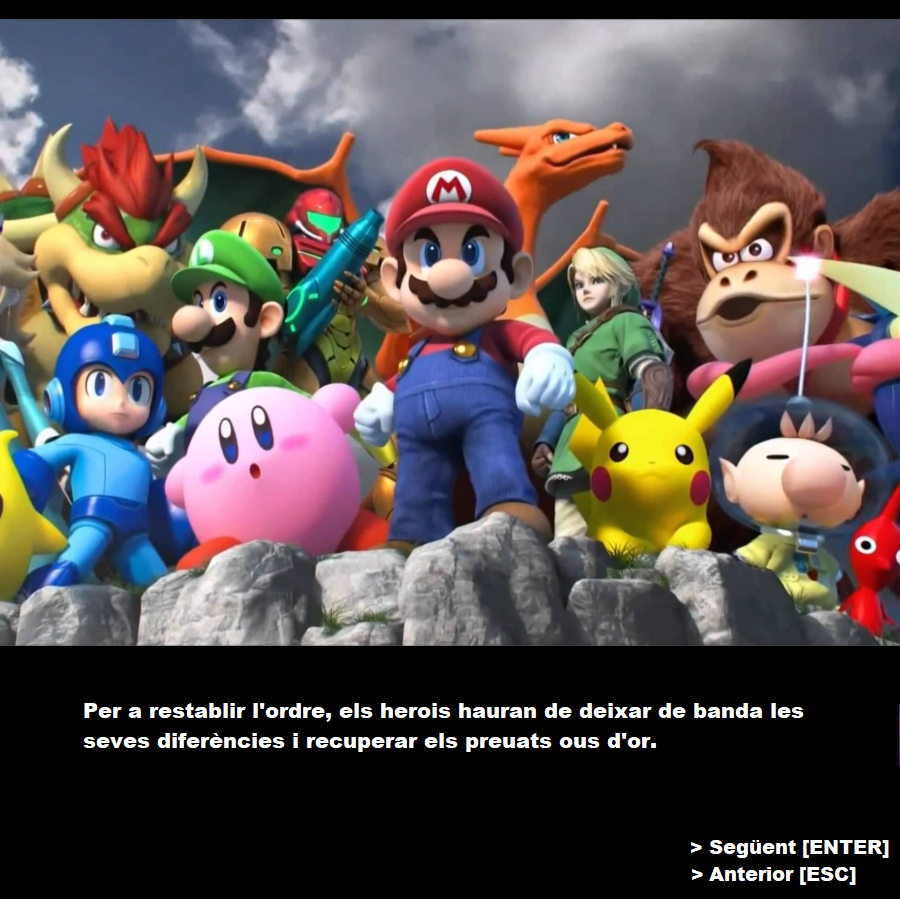 M
Per a restablir l'ordre, els herois hauran de deixar de banda les
seves diferències i recuperar els preuats ous d'or.
> Següent [ENTER]
> Anterior [ESC]